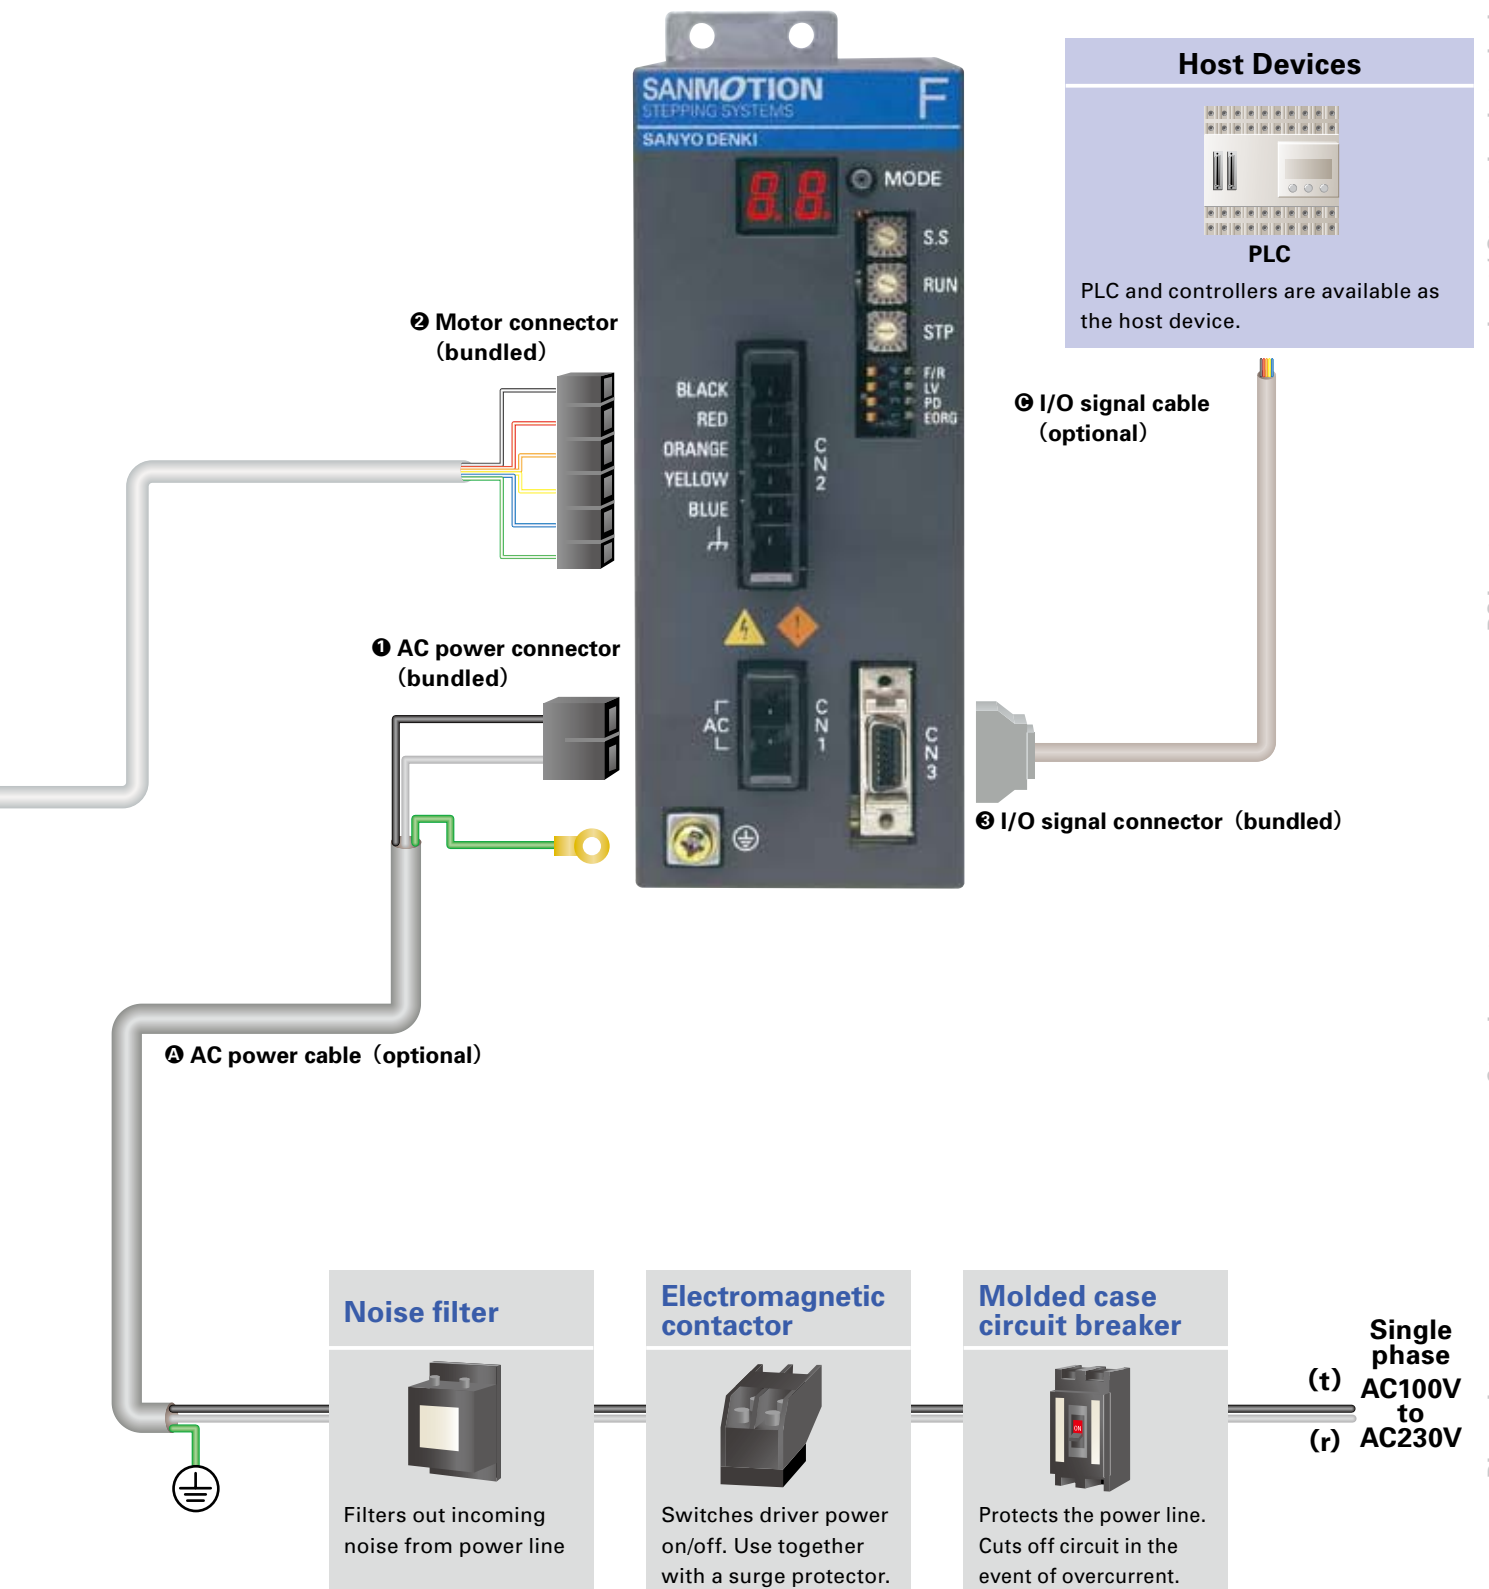 SANMOTION F
STEPPING SYSTEMS
SANYO DENKI
88
MODE
S.S
RUN
STP
F/R
LV
PD
EORG
BLACK
RED
ORANGE
YELLOW
BLUE
CN2
AC
CN1
CN3
Host Devices
PLC
PLC and controllers are available as
the host device.
❷ Motor connector
(bundled)
Ⓒ I/O signal cable
(optional)
❶ AC power connector
(bundled)
❸ I/O signal connector (bundled)
Ⓐ AC power cable (optional)
Noise filter
Filters out incoming
noise from power line
Electromagnetic
contactor
Switches driver power
on/off. Use together
with a surge protector.
Molded case
circuit breaker
ON
Protects the power line.
Cuts off circuit in the
event of overcurrent.
(t)
(r)
Single
phase
AC100V
to
AC230V